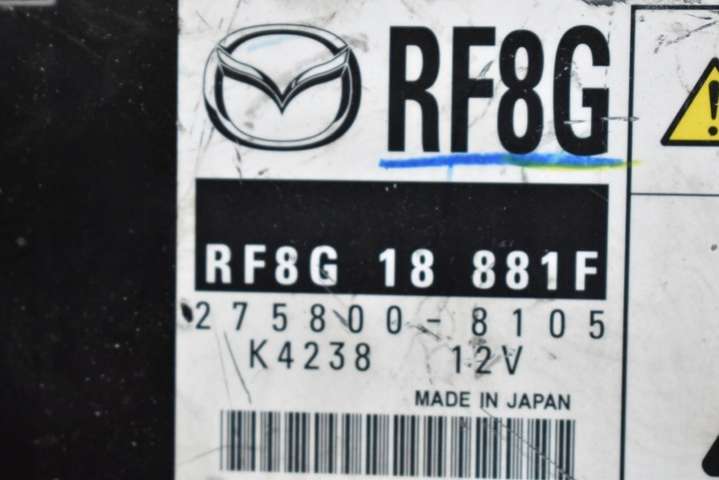 RF8G
RF8G 18 881F
275800-8105
K4238 12V
MADE IN JAPAN